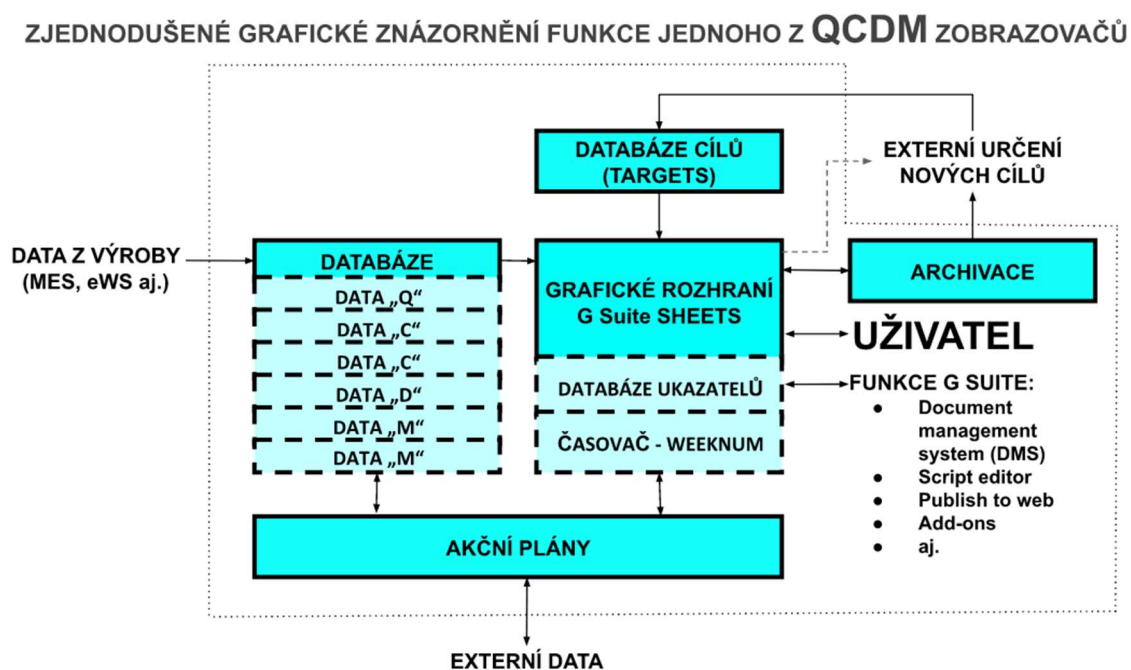 ZJEDNODUŠENÉ GRAFICKÉ ZNÁZORNĚNÍ FUNKCE JEDNOHO Z QCDM ZOBRAZOVAČŮ
DATABÁZE CÍLŮ
(TARGETS)
EXTERNÍ URČENÍ
NOVÝCH CÍLŮ
DATA Z VÝROBY
(MES, eWS aj.)
DATABÁZE
DATA „Q“
DATA „C“
DATA „C“
DATA „D“
DATA „M“
DATA „M“
GRAFICKÉ ROZHRANÍ
G Suite SHEETS
DATABÁZE UKAZATELŮ
ČASOVAČ - WEEKNUM
ARCHIVACE
UŽIVATEL
FUNKCE G SUITE:
● Document
management
system (DMS)
● Script editor
● Publish to web
● Add-ons
● aj.
AKČNÍ PLÁNY
EXTERNÍ DATA